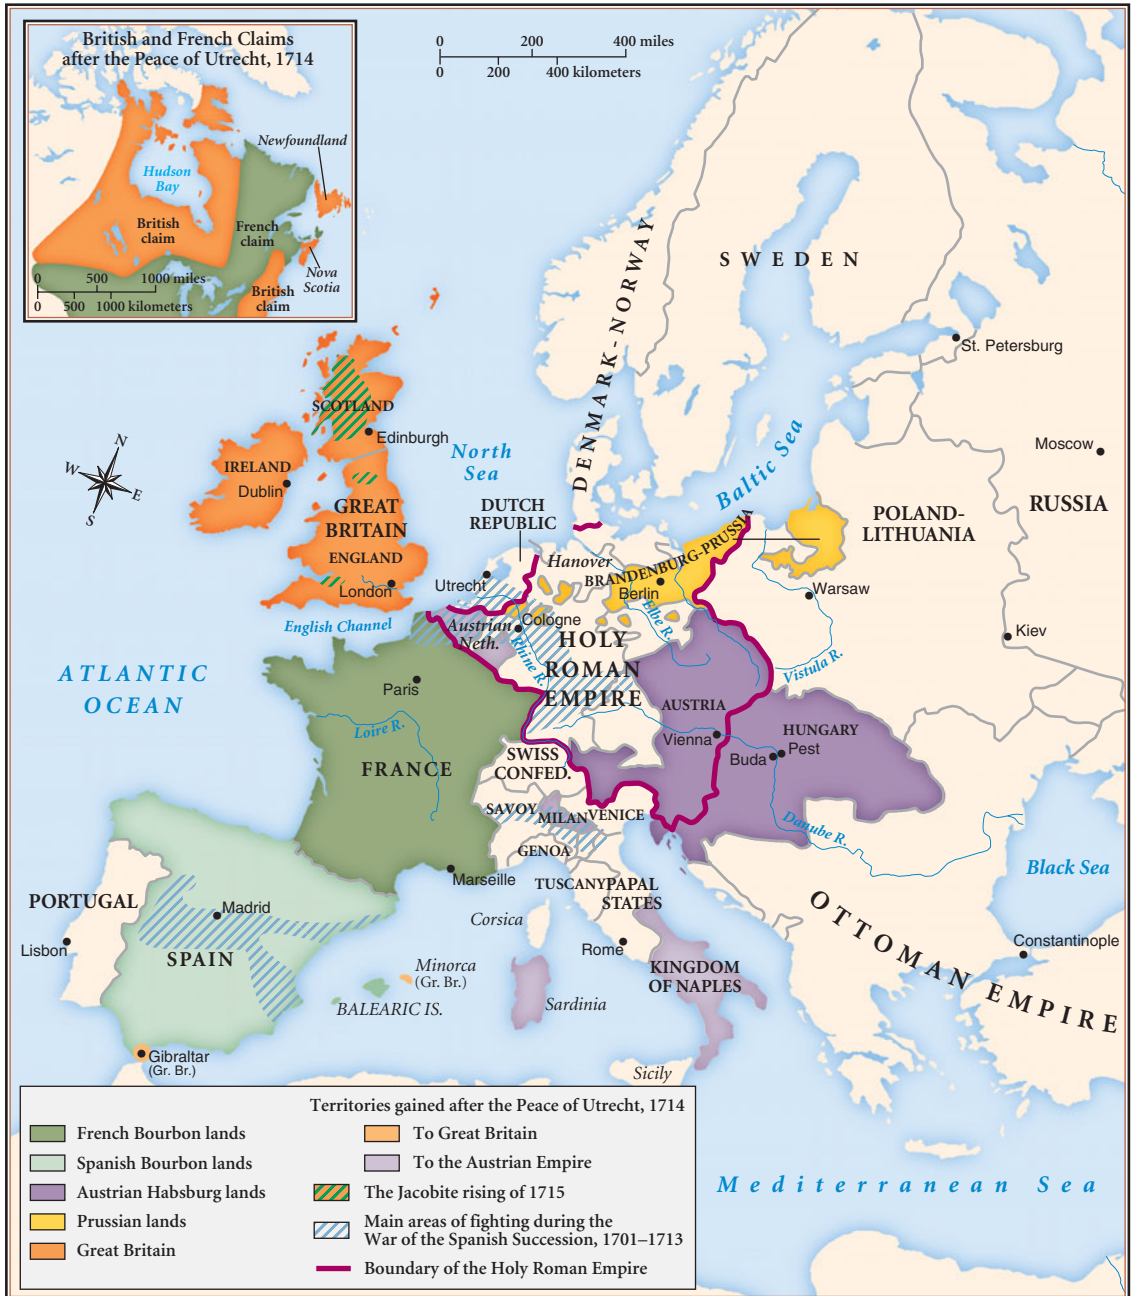 British and French Claims
after the Peace of Utrecht, 1714
Newfoundland
Hudson
Bay
British
claim
French
claim
Nova
Scotia
British
claim
0 500 1000 miles
0 500 1000 kilometers
0 200 400 miles
0 200 400 kilometers
N
W
E
S
SWEDEN
DENMARK-NORWAY
St. Petersburg
Moscow
RUSSIA
Baltic Sea
North
Sea
SCOTLAND
Edinburgh
IRELAND
Dublin
GREAT
BRITAIN
ENGLAND
London
English Channel
DUTCH
REPUBLIC
Utrecht
Hanover
BRANDENBURG-PRUSSIA
Berlin
POLAND-
LITHUANIA
Warsaw
Kiev
Cologne
Austrian
Neth.
Rhine R.
Elbe R.
Vistula R.
HOLY
ROMAN
EMPIRE
ATLANTIC
OCEAN
Paris
Loire R.
FRANCE
AUSTRIA
Vienna
HUNGARY
Buda
Pest
SWISS
CONFED.
SAVOY
MILAN
VENICE
GENOA
Danube R.
Black Sea
Marseille
TUSCANY
PAPAL
STATES
Corsica
Rome
PORTUGAL
Lisbon
Madrid
SPAIN
Minorca
(Gr. Br.)
BALEARIC IS.
Sardinia
KINGDOM
OF NAPLES
OTTOMAN EMPIRE
Constantinople
Gibraltar
(Gr. Br.)
Sicily
Mediterranean Sea
French Bourbon lands
Spanish Bourbon lands
Austrian Habsburg lands
Prussian lands
Great Britain
Territories gained after the Peace of Utrecht, 1714
To Great Britain
To the Austrian Empire
The Jacobite rising of 1715
Main areas of fighting during the
War of the Spanish Succession, 1701–1713
Boundary of the Holy Roman Empire